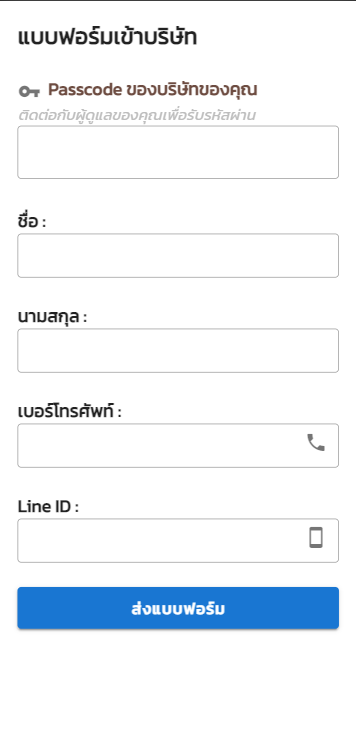 แบบฟอร์มเข้าบริษัท
Passcode ของบริษัทของคุณ
ติดต่อกับผู้ดูแลของคุณเพื่อรับรหัสผ่าน
ชื่อ :
นามสกุล :
เบอร์โทรศัพท์ :
Line ID :
ส่งแบบฟอร์ม